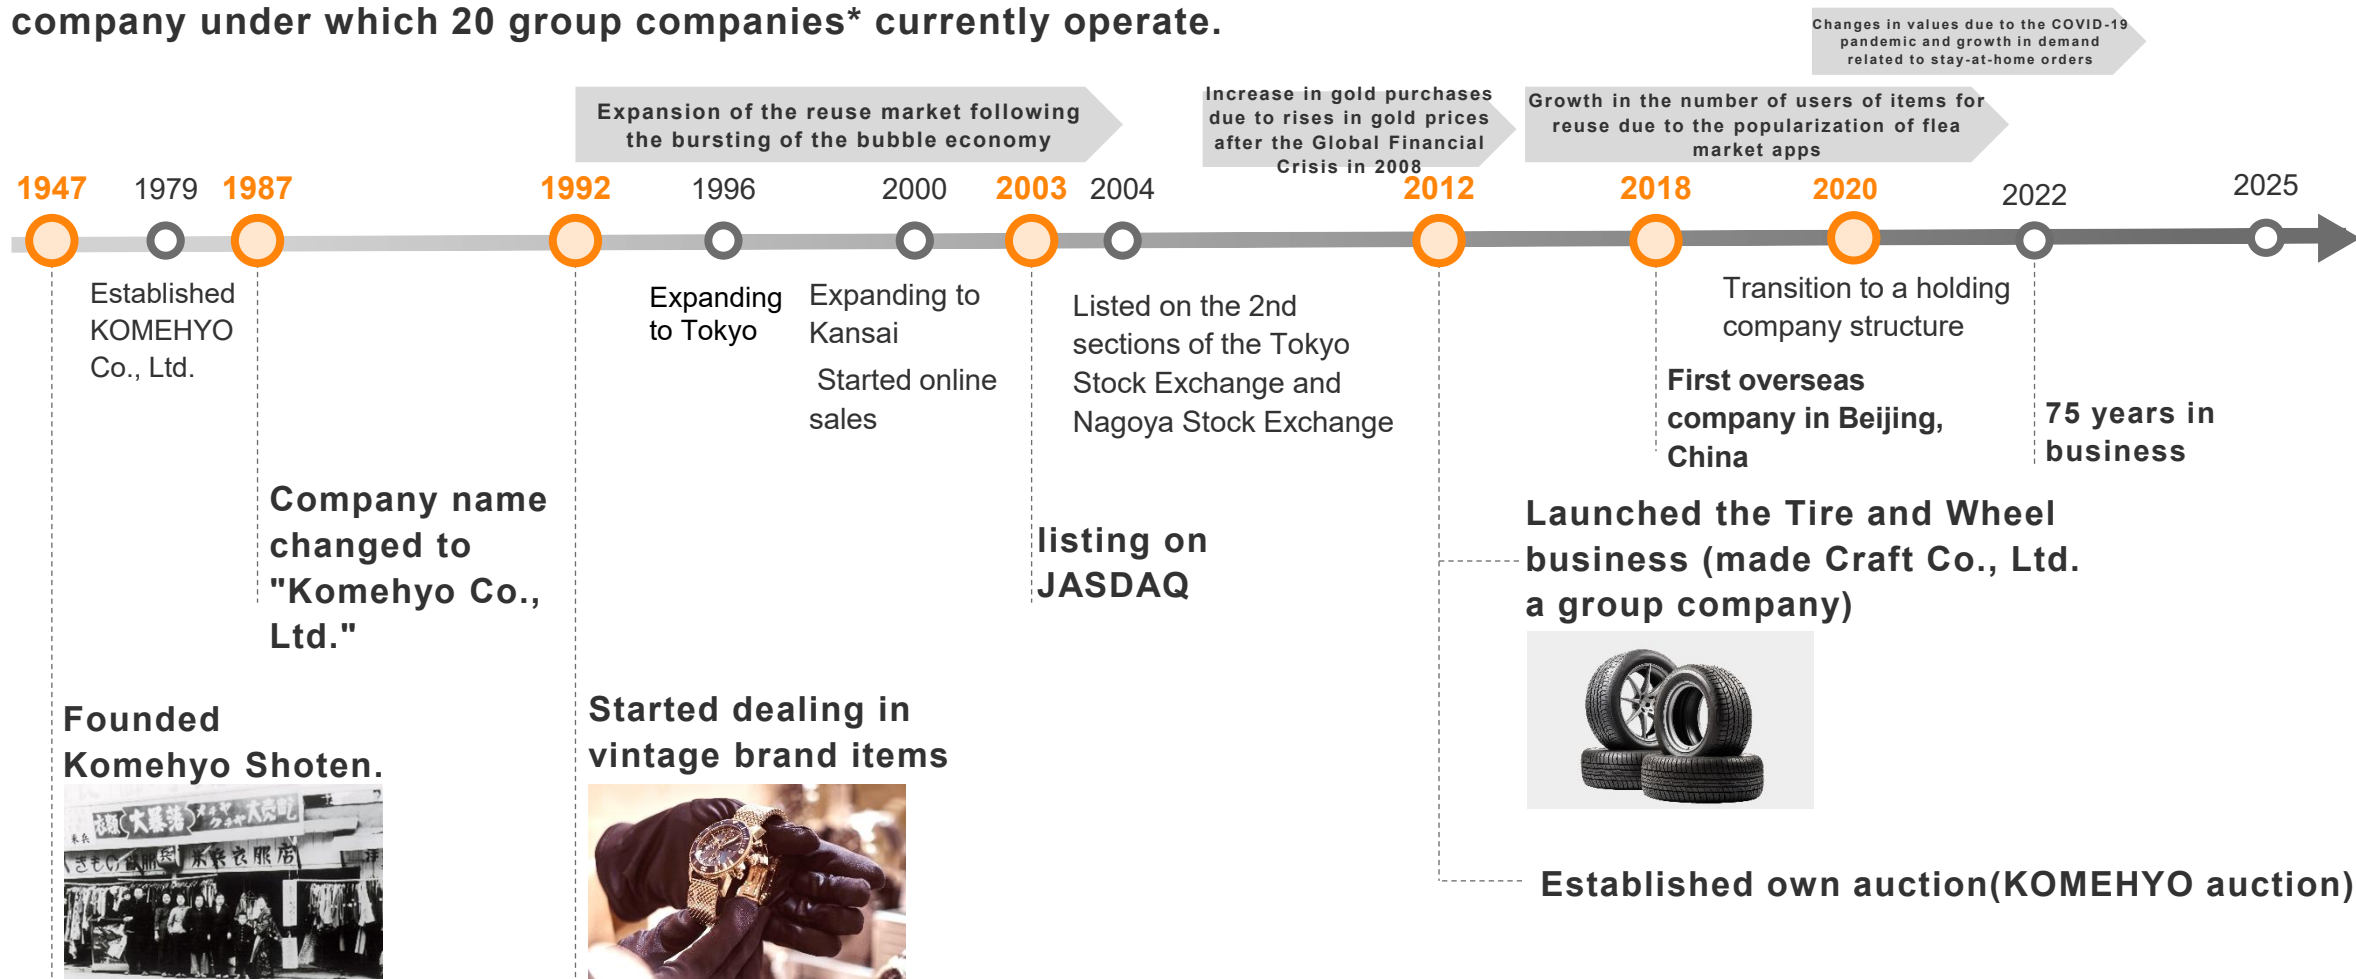 company under which 20 group companies* currently operate.
Changes in values due to the COVID-19
pandemic and growth in demand
related to stay-at-home orders
Expansion of the reuse market following
the bursting of the bubble economy
Increase in gold purchases
due to rises in gold prices
after the Global Financial
Crisis in 2008
Growth in the number of users of items for
reuse due to the popularization of flea
market apps
1947
1979
1987
1992
1996
2000
2003
2004
2012
2018
2020
2022
2025
Established
KOMEHYO
Co., Ltd.
Expanding
to Tokyo
Expanding to
Kansai
Started online
sales
Listed on the 2nd
sections of the Tokyo
Stock Exchange and
Nagoya Stock Exchange
Transition to a holding
company structure
First overseas
company in Beijing,
China
75 years in
business
Company name
changed to
"Komehyo Co.,
Ltd."
listing on
JASDAQ
Launched the Tire and Wheel
business (made Craft Co., Ltd.
a group company)
Founded
Komehyo Shoten.
Started dealing in
vintage brand items
Established own auction(KOMEHYO auction)
大暴落
米兵衣服店